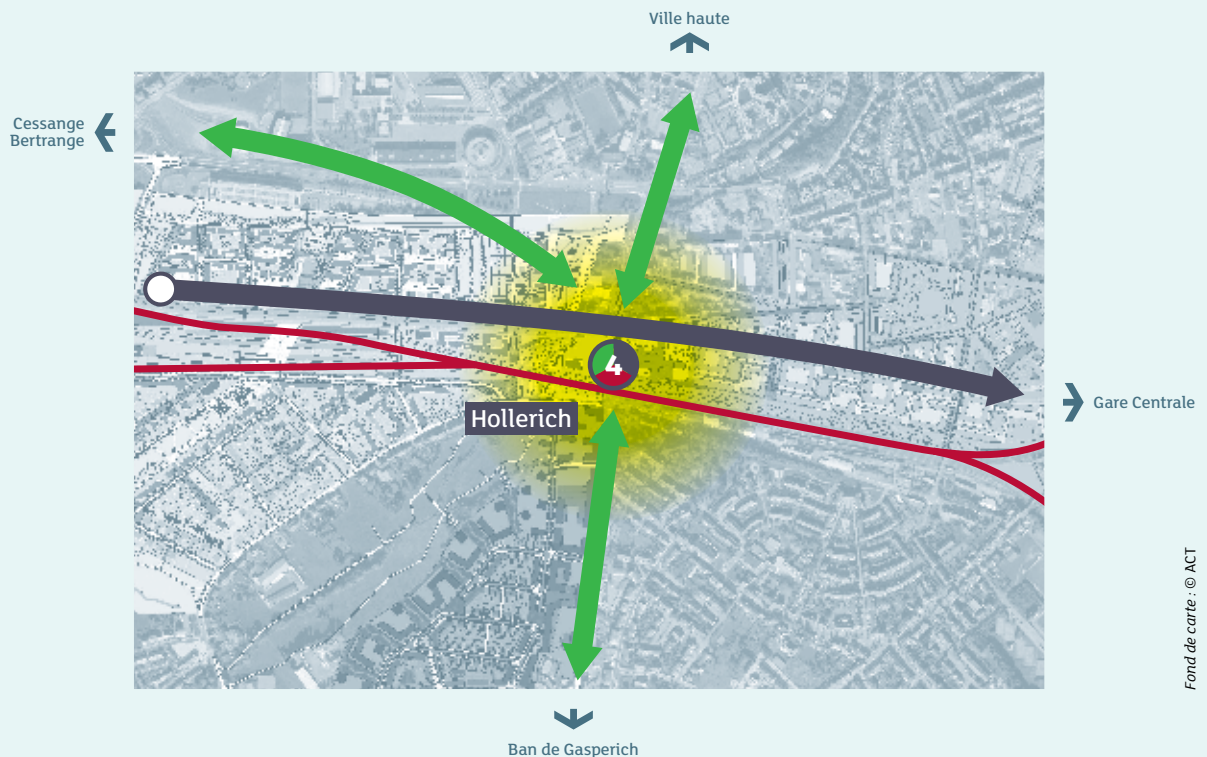 Ville haute
Cessange
Bertrange
4
Hollerich
Gare Centrale
Fond de carte : © ACT
Ban de Gasperich